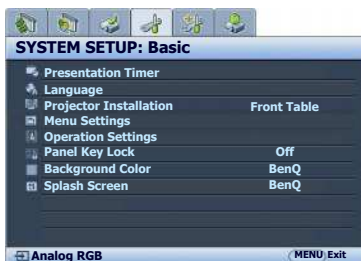 SYSTEM SETUP: Basic
Presentation Timer
Language
Projector Installation Front Table
Menu Settings
Operation Settings
Panel Key Lock Off
Background Color BenQ
Splash Screen BenQ
Analog RGB MENU Exit